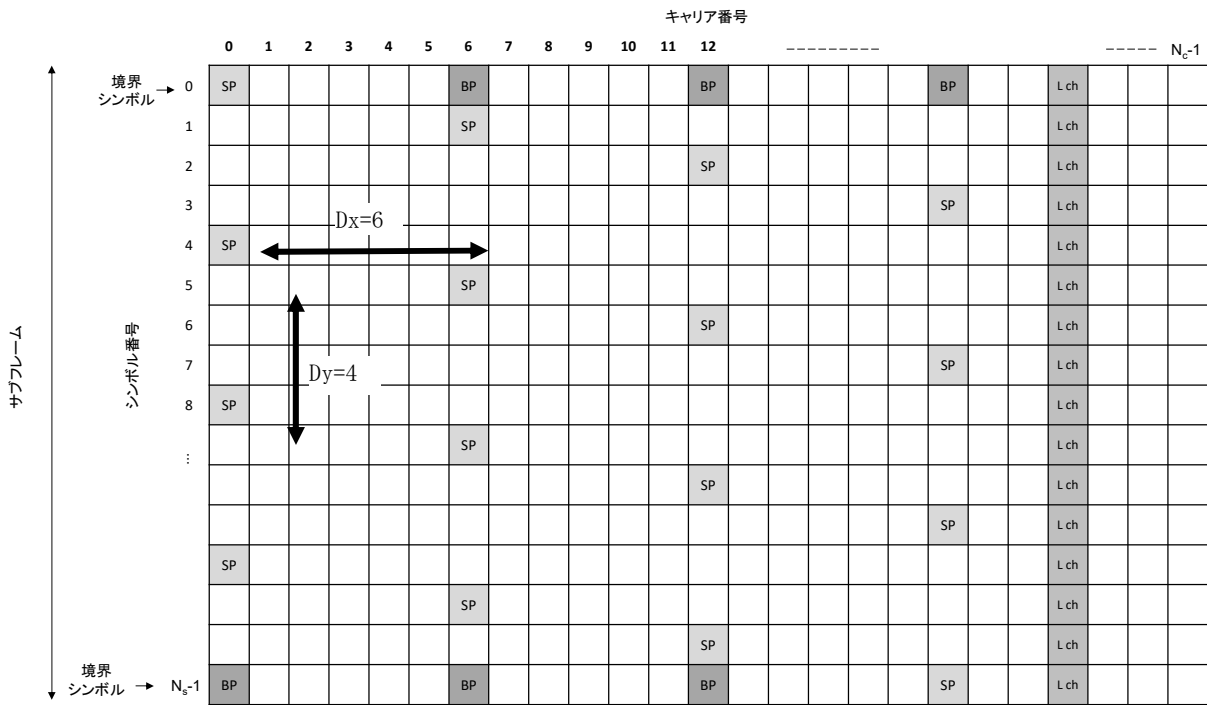 キャリア番号
0 1 2 3 4 5 6 7 8 9 10 11 12 --------- ----- Nc-1
境界
シンボル → 0 SP BP BP BP L ch
1 SP L ch
2 SP L ch
3 SP L ch
Dx=6
4 SP L ch
5 SP L ch
6 SP L ch
7 SP L ch
Dy=4
8 SP L ch
SP L ch
⋮
SP L ch
SP L ch
SP L ch
SP L ch
SP L ch
境界
シンボル → Ns-1 BP BP BP SP L ch
サブフレーム
シンボル番号